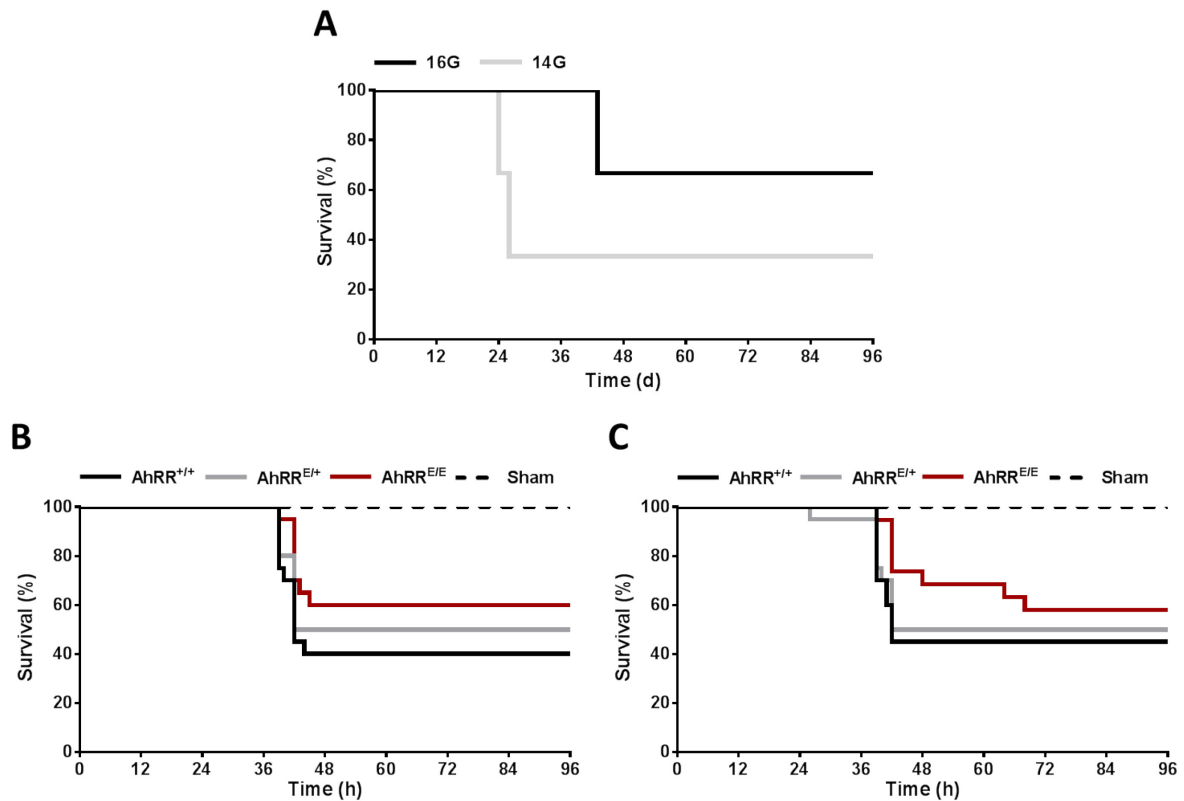 A
16G 14G
100
80
60
40
20
0
Survival (%)
0 12 24 36 48 60 72 84 96
Time (d)
B
AhRR+/+ AhRRE/+ AhRRE/E Sham
100
80
60
40
20
0
Survival (%)
0 12 24 36 48 60 72 84 96
Time (h)
C
AhRR+/+ AhRRE/+ AhRRE/E Sham
100
80
60
40
20
0
Survival (%)
0 12 24 36 48 60 72 84 96
Time (h)